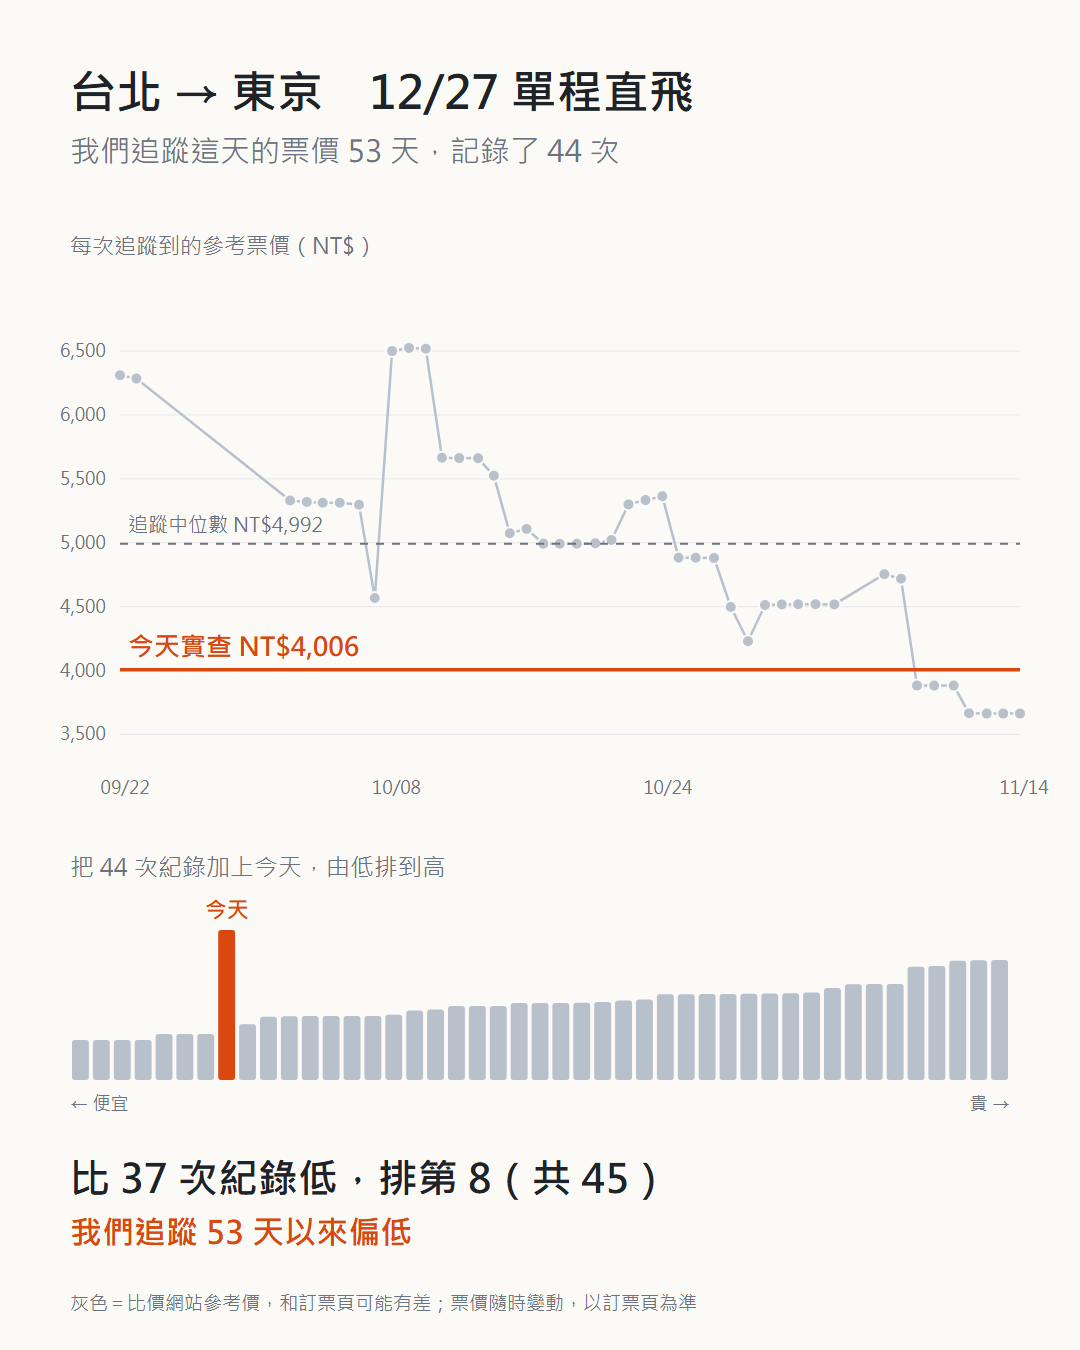 台北 → 東京　12/27 單程直飛
我們追蹤這天的票價 53 天，記錄了 44 次
每次追蹤到的參考票價（NT$）
6,500
6,000
5,500
追蹤中位數 NT$4,992
5,000
4,500
今天實查 NT$4,006
4,000
3,500
09/22 10/08 10/24 11/14
把 44 次紀錄加上今天，由低排到高
今天
← 便宜 貴 →
比 37 次紀錄低，排第 8（共 45）
我們追蹤 53 天以來偏低
灰色＝比價網站參考價，和訂票頁可能有差；票價隨時變動，以訂票頁為準